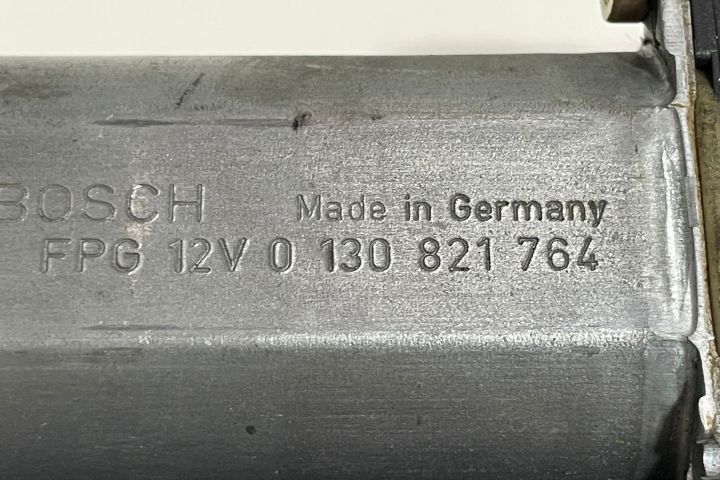 BOSCH Made in Germany
FPG 12V 0 130 821 764